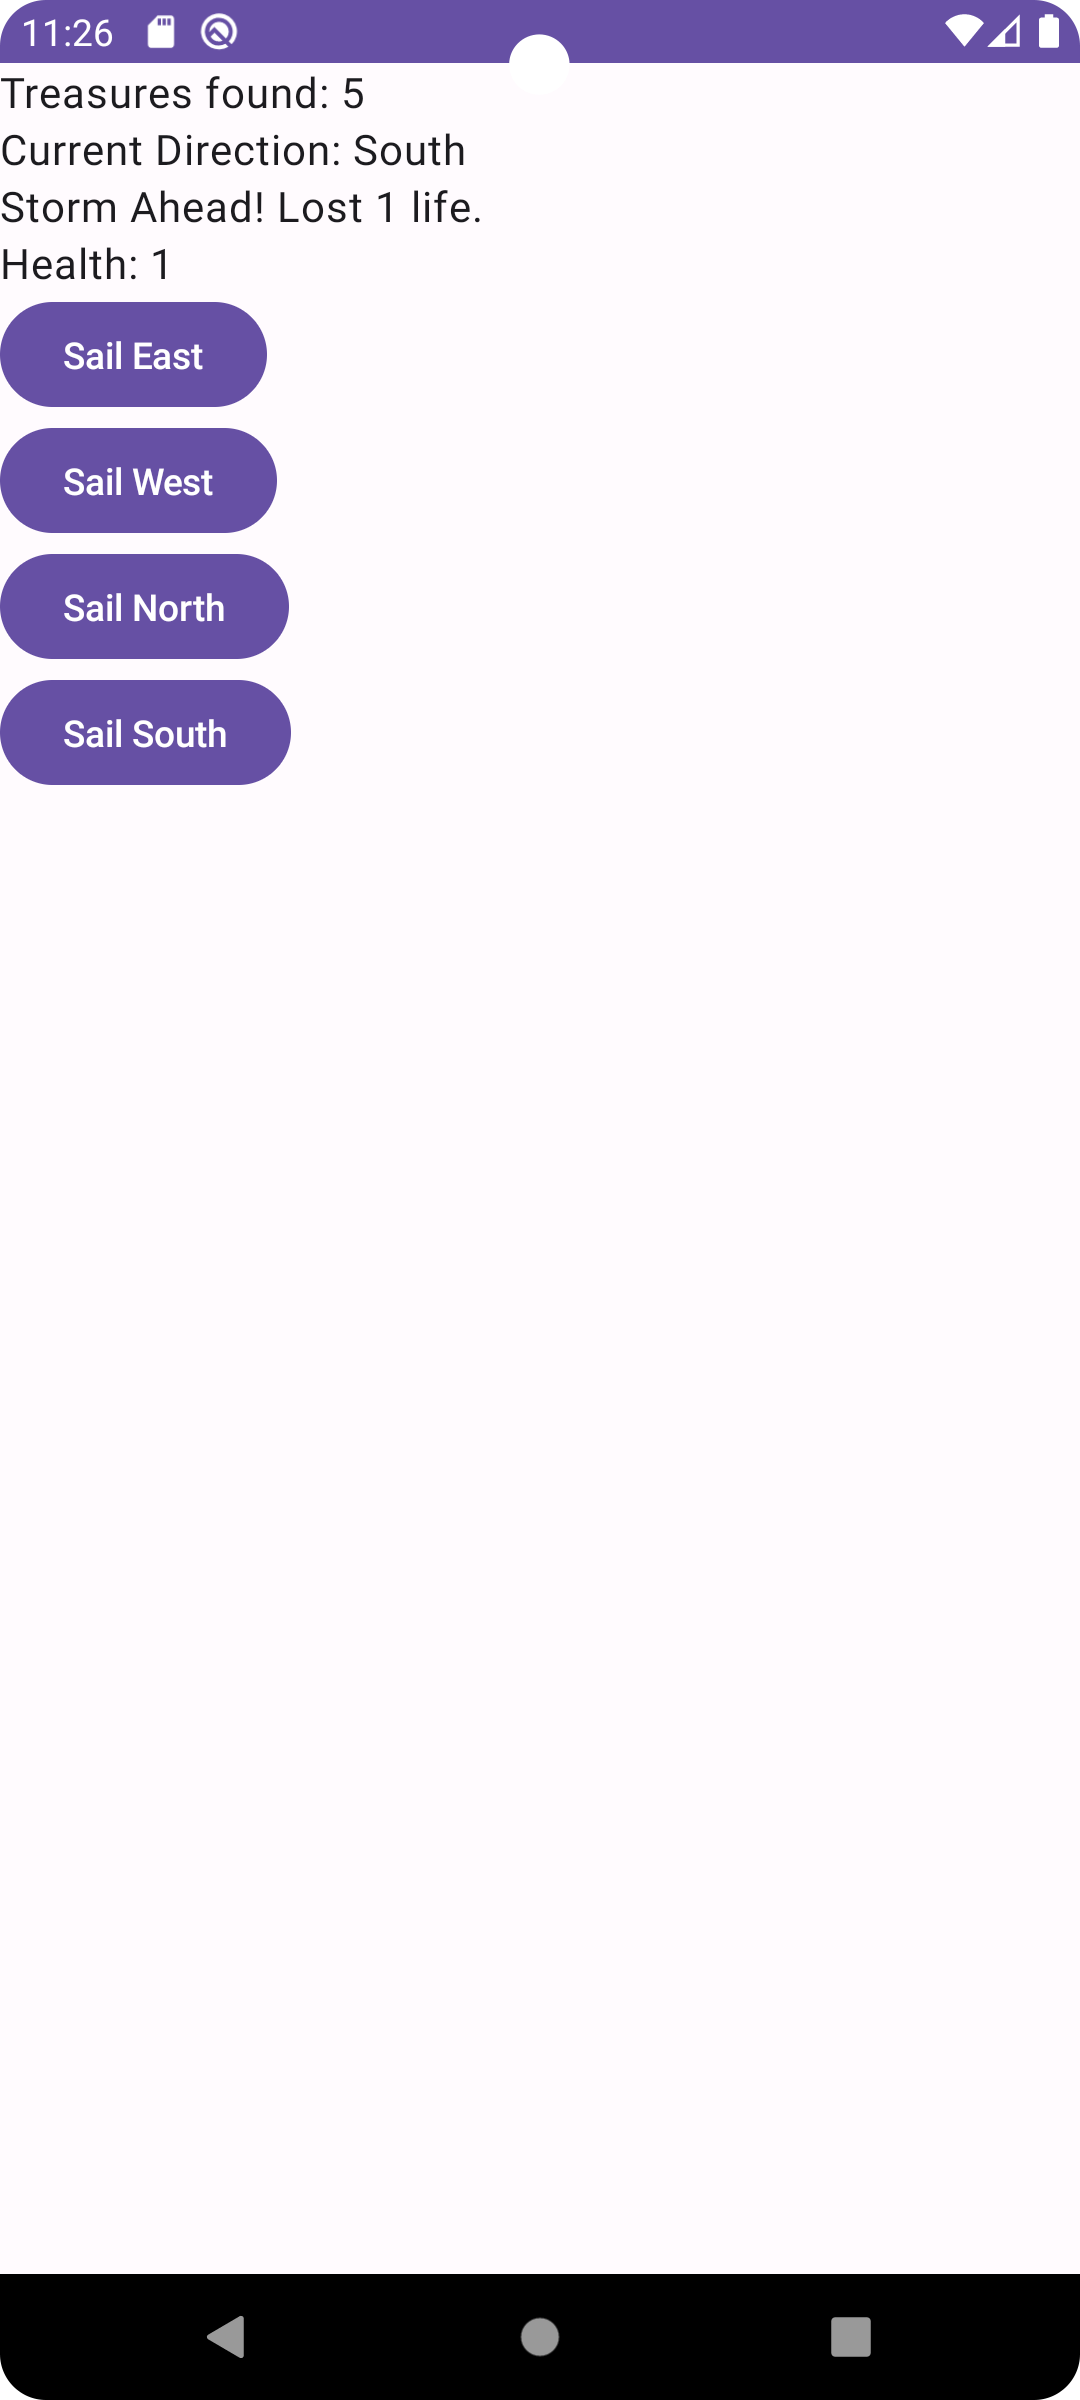 11:26
Treasures found: 5
Current Direction: South
Storm Ahead! Lost 1 life.
Health: 1
Sail East
Sail West
Sail North
Sail South